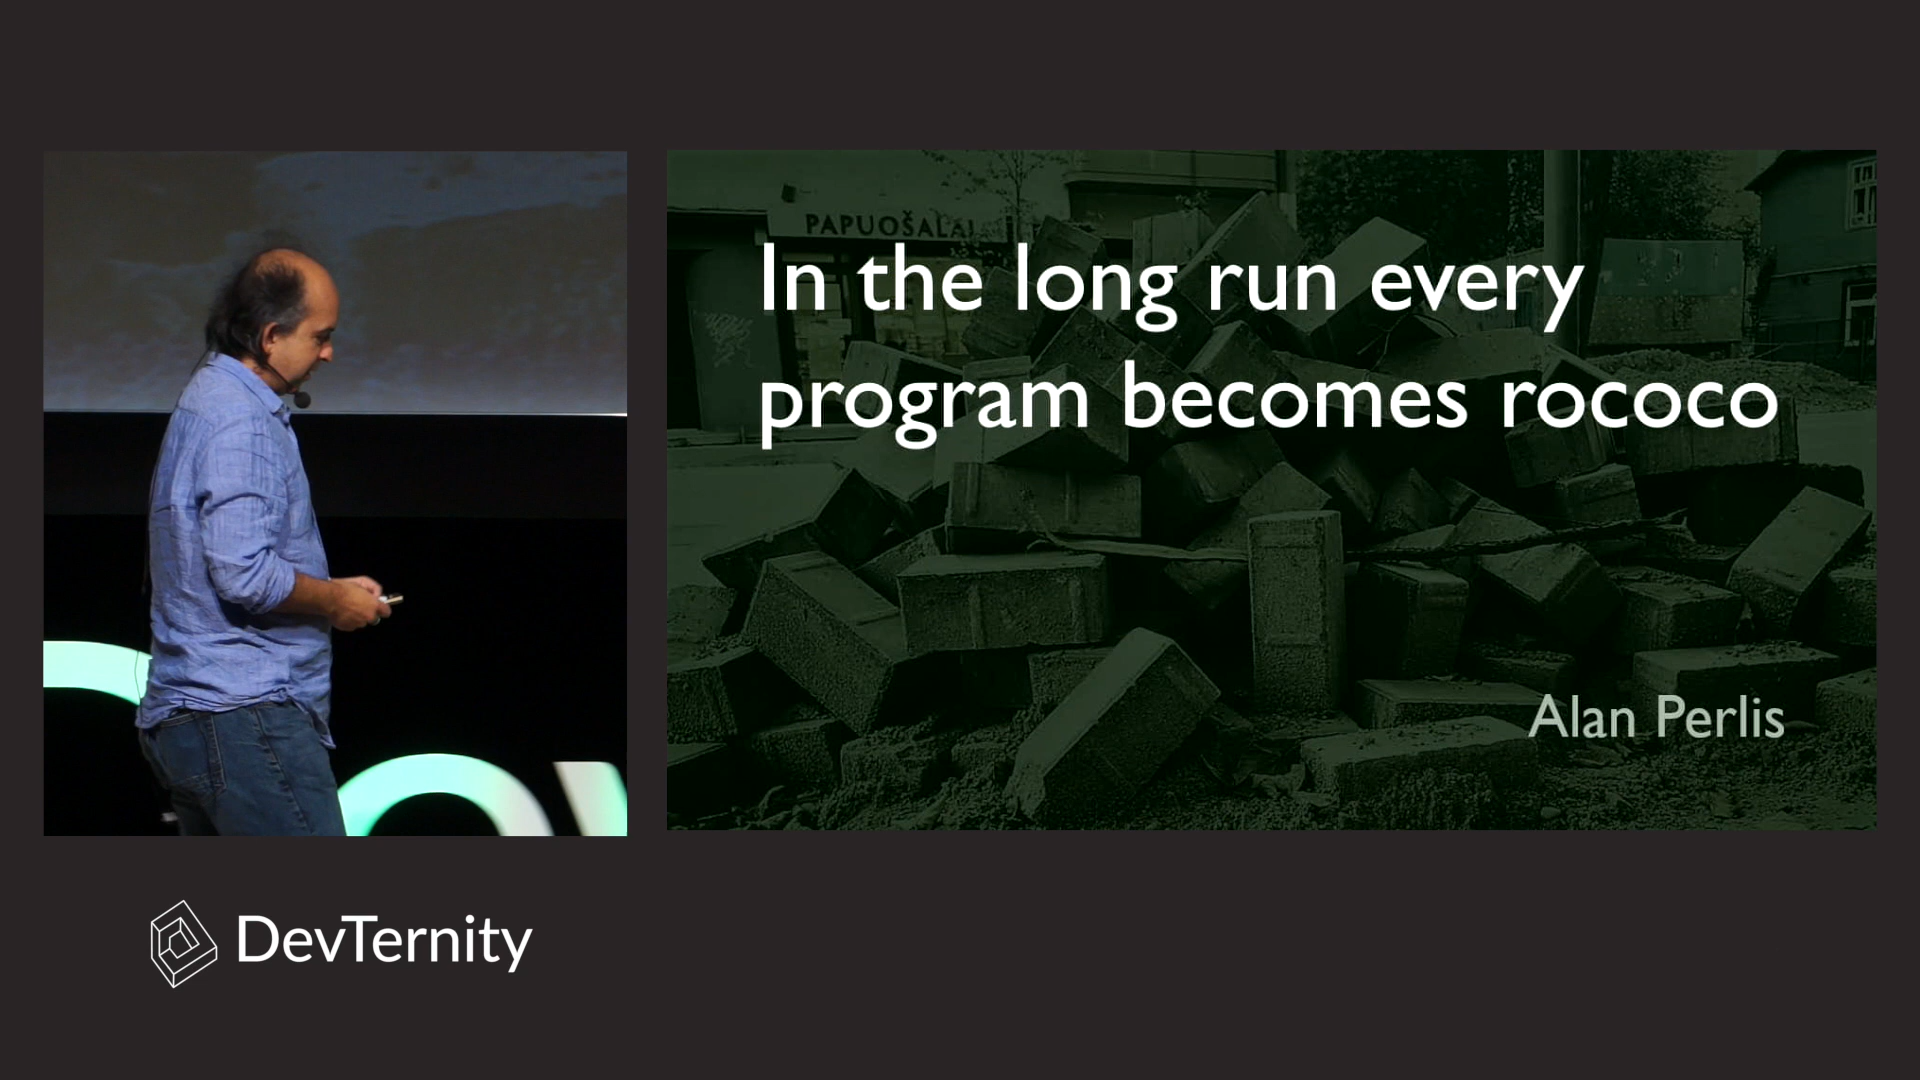 PAPUOŠALAI
In the long run every
program becomes rococo
Alan Perlis
DevTernity